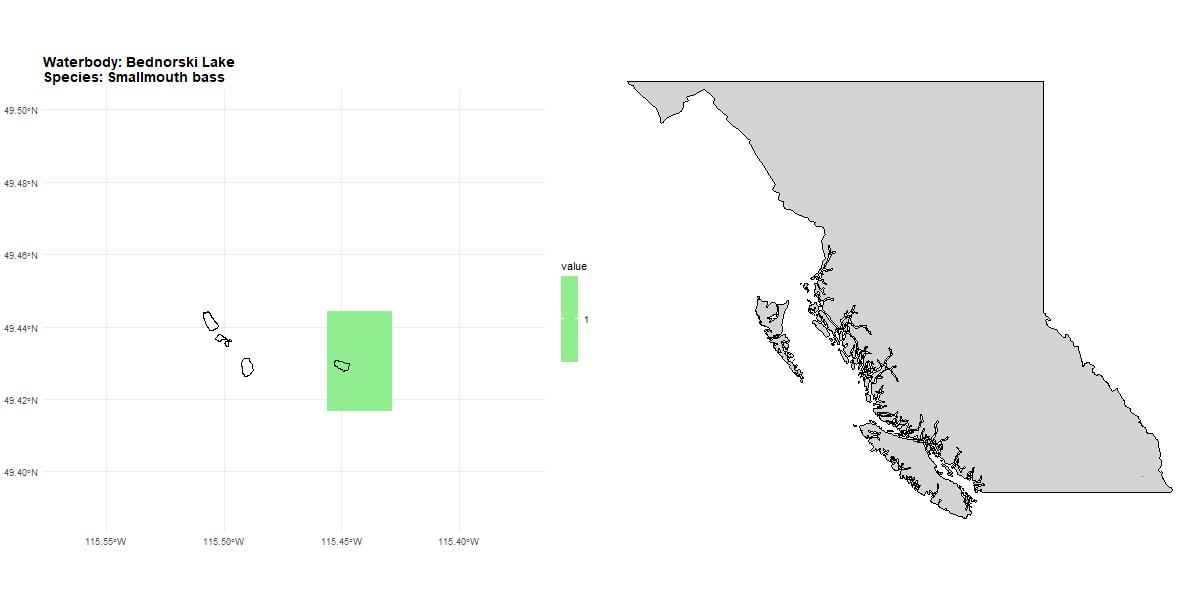 Waterbody: Bednorski Lake
Species: Smallmouth bass
49.50°N
49.48°N
49.46°N
49.44°N
49.42°N
49.40°N
115.55°W
115.50°W
115.45°W
115.40°W
value
1